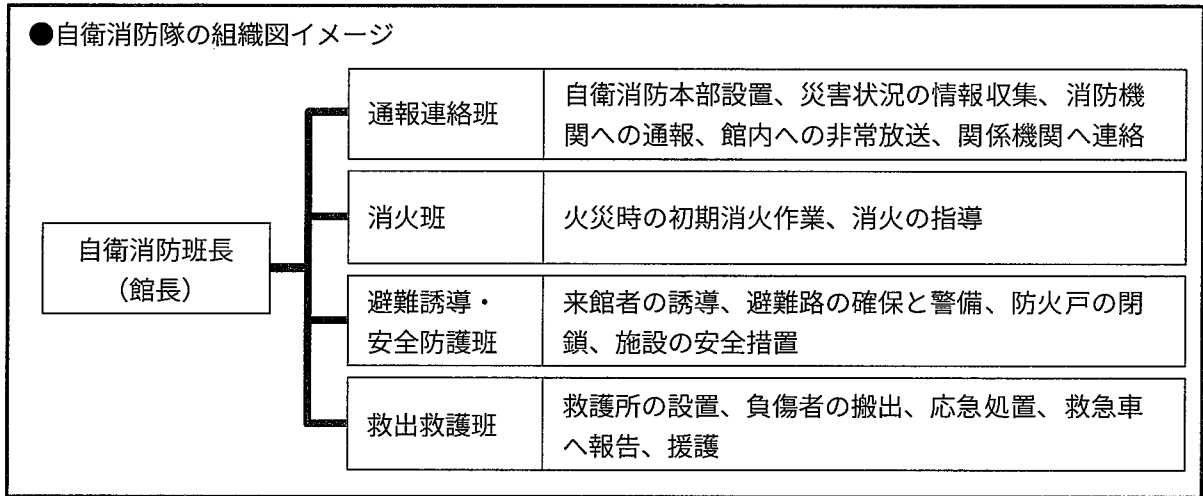 ●自衛消防隊の組織図イメージ
自衛消防班長
（館長）
通報連絡班
自衛消防本部設置、災害状況の情報収集、消防機
関への通報、館内への非常放送、関係機関へ連絡
消火班
火災時の初期消火作業、消火の指導
避難誘導・
安全防護班
来館者の誘導、避難路の確保と警備、防火戸の閉
鎖、施設の安全措置
救出救護班
救護所の設置、負傷者の搬出、応急処置、救急車
へ報告、援護